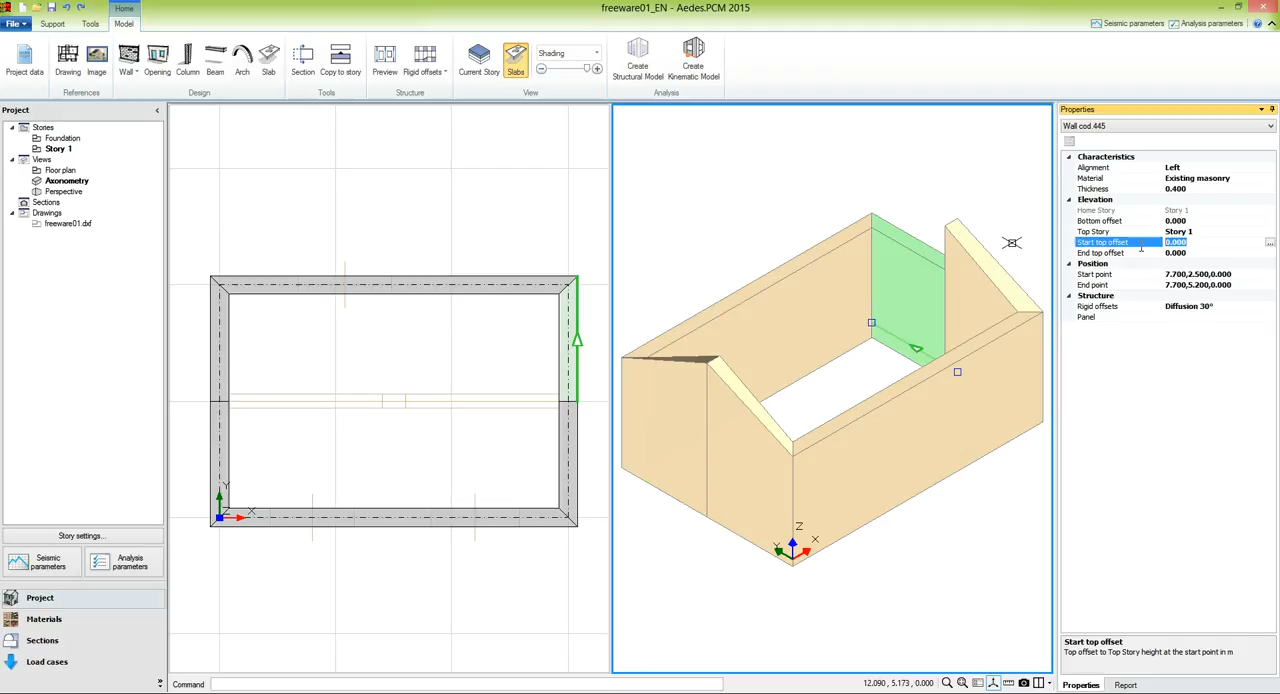 freeware01_EN - Aedes.PCM 2015
Home
File
Support
Tools
Model
Seismic parameters
Analysis parameters
Project data
Drawing
Image
Wall
Opening
Column
Beam
Arch
Slab
Section
Copy to story
Preview
Rigid offsets
Current Story
Slabs
Shading
Create Structural Model
Create Kinematic Model
References
Design
Tools
Structure
View
Analysis
Project
Stories
Foundation
Story 1
Views
Floor plan
Axonometry
Perspective
Sections
Drawings
freeware01.dxf
Story settings...
Seismic parameters
Analysis parameters
Project
Materials
Sections
Load cases
Y
Z
X
Z
Y
X
Command
12.090, 5.173, 0.000
Properties
Wall cod.445
Characteristics
Alignment Left
Material Existing masonry
Thickness 0.400
Elevation
Home Story Story 1
Bottom offset 0.000
Top Story Story 1
Start top offset 0.000
End top offset 0.000
Position
Start point 7.700,2.500,0.000
End point 7.700,5.200,0.000
Structure
Rigid offsets Diffusion 30°
Panel
Start top offset
Top offset to Top Story height at the start point in m
Properties
Report